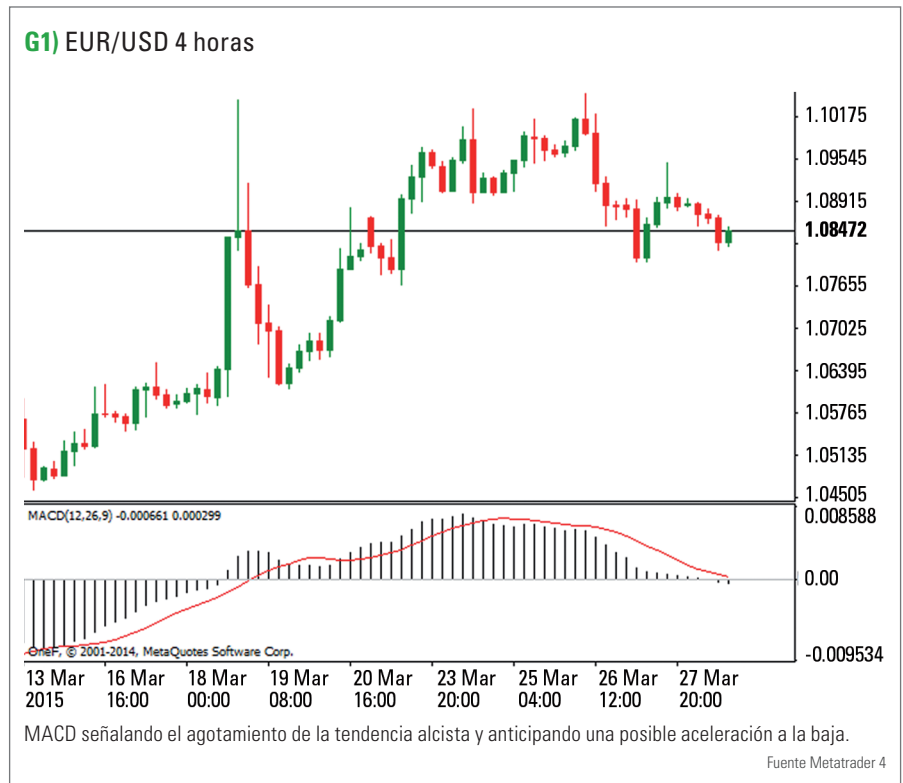 G1) EUR/USD 4 horas
1.10175
1.09545
1.08915
1.08472
1.07655
1.07025
1.06395
1.05765
1.05135
1.04505
MACD(12,26,9) -0.000661 0.000299
0.008588
0.00
-0.009534
OneF, © 2001-2014, MetaQuotes Software Corp.
13 Mar 16 Mar 18 Mar 19 Mar 20 Mar 23 Mar 25 Mar 26 Mar 27 Mar
2015 16:00 00:00 08:00 16:00 20:00 04:00 12:00 20:00
MACD señalando el agotamiento de la tendencia alcista y anticipando una posible aceleración a la baja.
Fuente Metatrader 4